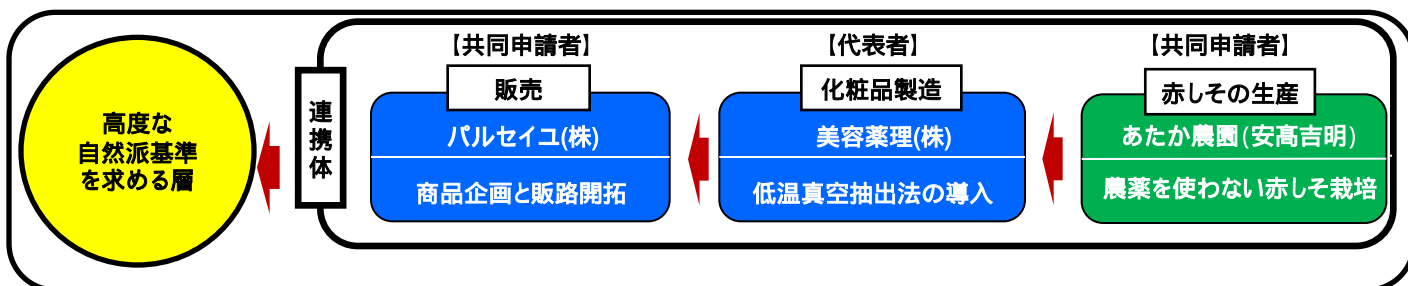 高度な
自然派基準
を求める層
連携体
【共同申請者】
販売
パルセイユ(株)
商品企画と販路開拓
【代表者】
化粧品製造
美容薬理(株)
低温真空抽出法の導入
【共同申請者】
赤しその生産
あたか農園(安髙吉明)
農薬を使わない赤しそ栽培